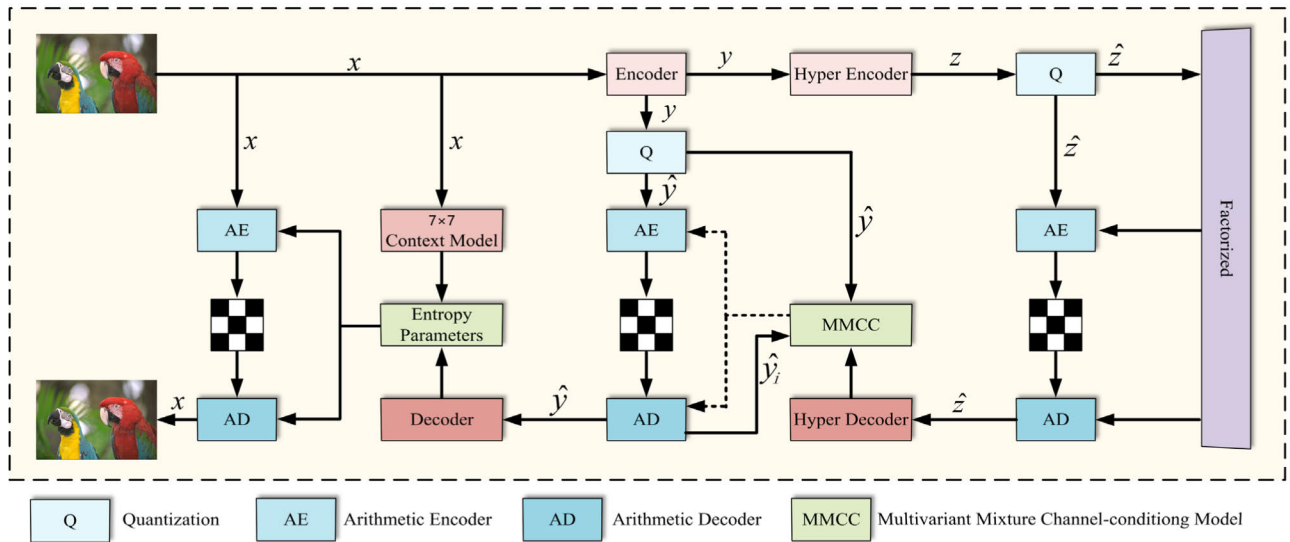 x
Encoder
y
Hyper Encoder
z
Q
ẑ
x
x
y
Q
ŷ
ŷ
ẑ
AE
7×7
Context Model
AE
AE
Factorized
Entropy
Parameters
MMCC
ŷᵢ
x
AD
Decoder
ŷ
AD
Hyper Decoder
ẑ
AD
Q Quantization
AE Arithmetic Encoder
AD Arithmetic Decoder
MMCC Multivariant Mixture Channel-conditiong Model